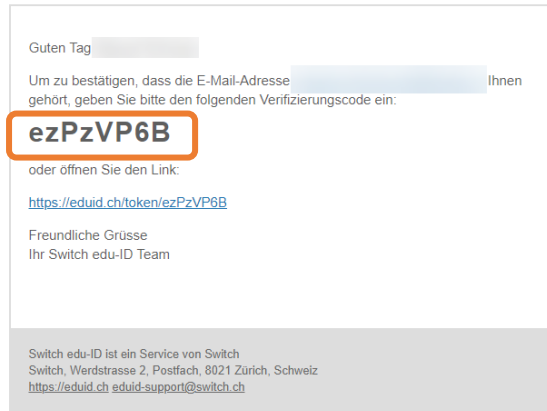 Guten Tag
Um zu bestätigen, dass die E-Mail-Adresse Ihnen
gehört, geben Sie bitte den folgenden Verifizierungscode ein:
ezPzVP6B
oder öffnen Sie den Link:
https://eduid.ch/token/ezPzVP6B
Freundliche Grüsse
Ihr Switch edu-ID Team
Switch edu-ID ist ein Service von Switch
Switch, Werdstrasse 2, Postfach, 8021 Zürich, Schweiz
https://eduid.ch eduid-support@switch.ch